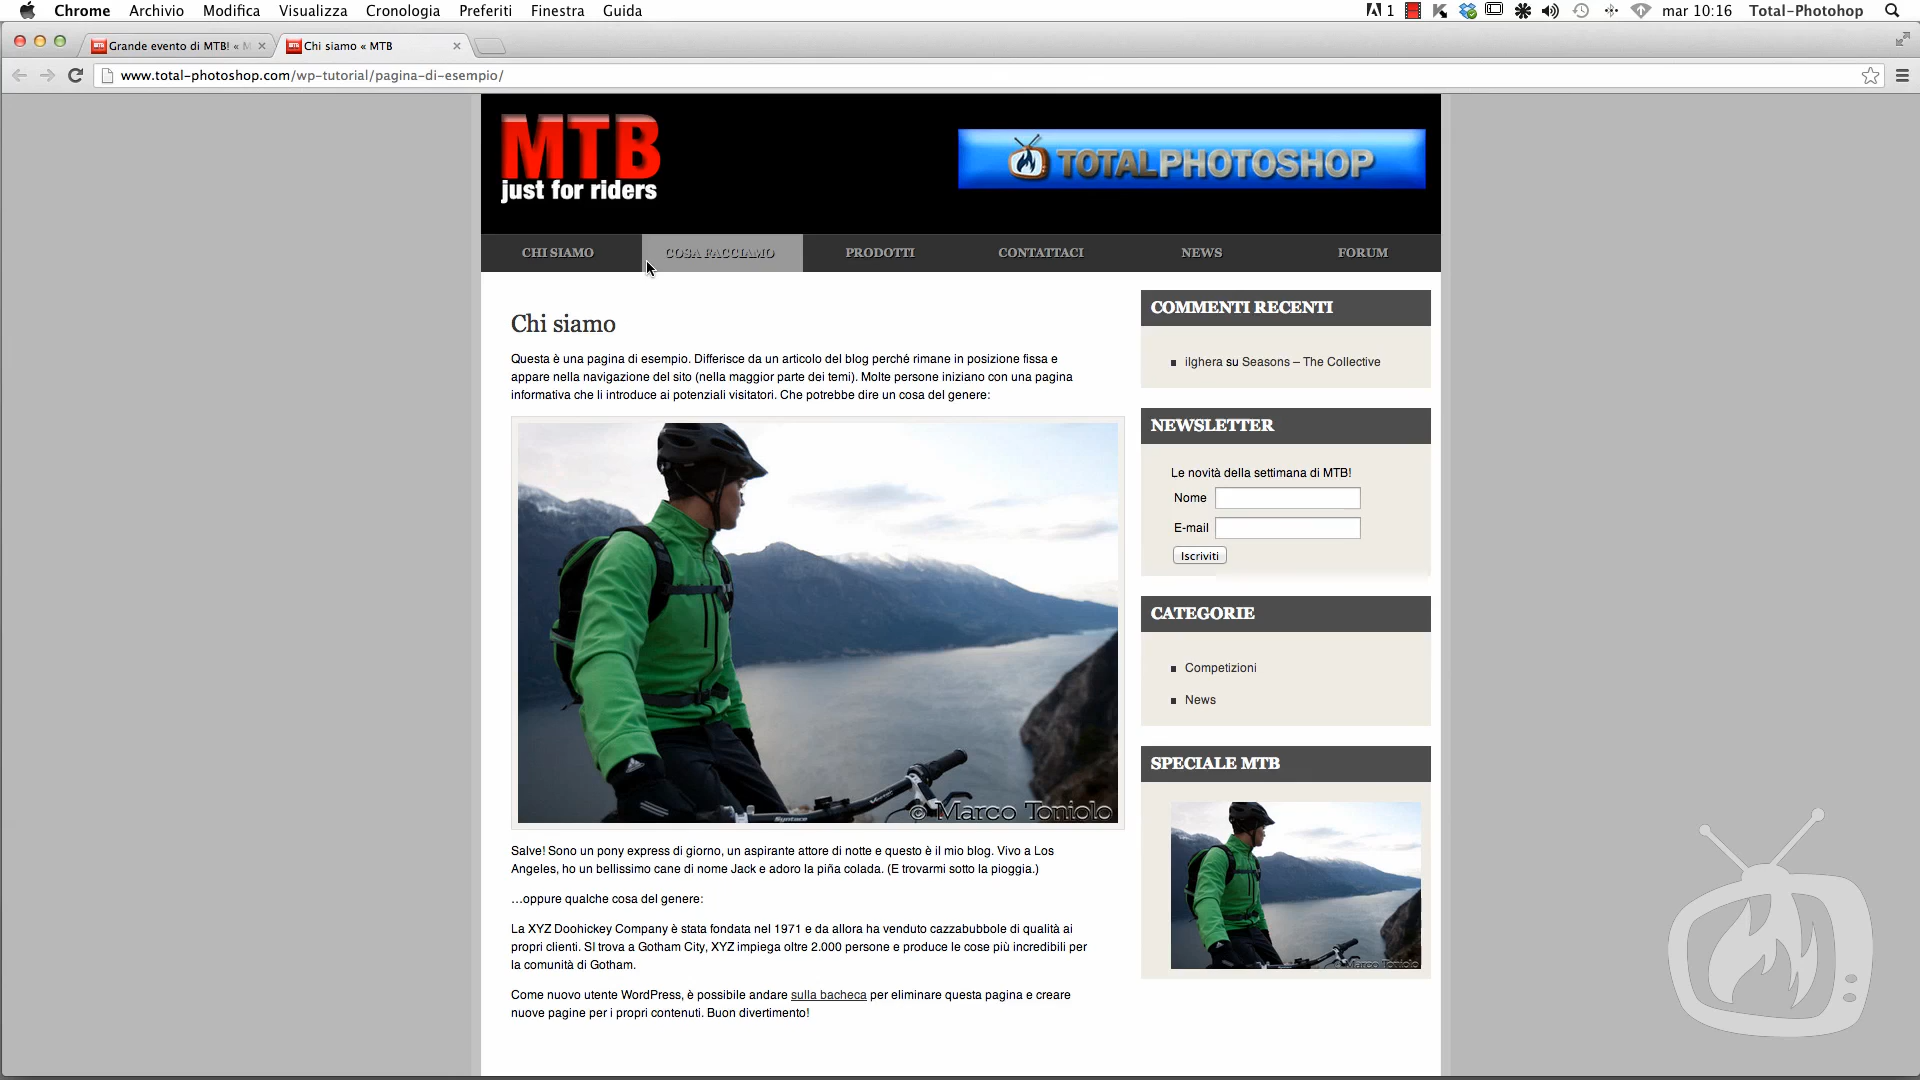 Chrome Archivio Modifica Visualizza Cronologia Preferiti Finestra Guida
1 mar 10:16 Total-Photohop
Grande evento di MTB! « M
Chi siamo « MTB
www.total-photoshop.com/wp-tutorial/pagina-di-esempio/
MTB
just for riders
TOTALPHOTOSHOP
CHI SIAMO COSA FACCIAMO PRODOTTI CONTATTACI NEWS FORUM
Chi siamo
Questa è una pagina di esempio. Differisce da un articolo del blog perché rimane in posizione fissa e
appare nella navigazione del sito (nella maggior parte dei temi). Molte persone iniziano con una pagina
informativa che li introduce ai potenziali visitatori. Che potrebbe dire un cosa del genere:
Syntace
© Marco Toniolo
Salve! Sono un pony express di giorno, un aspirante attore di notte e questo è il mio blog. Vivo a Los
Angeles, ho un bellissimo cane di nome Jack e adoro la piña colada. (E trovarmi sotto la pioggia.)
…oppure qualche cosa del genere:
La XYZ Doohickey Company è stata fondata nel 1971 e da allora ha venduto cazzabubbole di qualità ai
propri clienti. SI trova a Gotham City, XYZ impiega oltre 2.000 persone e produce le cose più incredibili per
la comunità di Gotham.
Come nuovo utente WordPress, è possibile andare sulla bacheca per eliminare questa pagina e creare
nuove pagine per i propri contenuti. Buon divertimento!
COMMENTI RECENTI
ilghera su Seasons – The Collective
NEWSLETTER
Le novità della settimana di MTB!
Nome
E-mail
Iscriviti
CATEGORIE
Competizioni
News
SPECIALE MTB
© Marco Toniolo